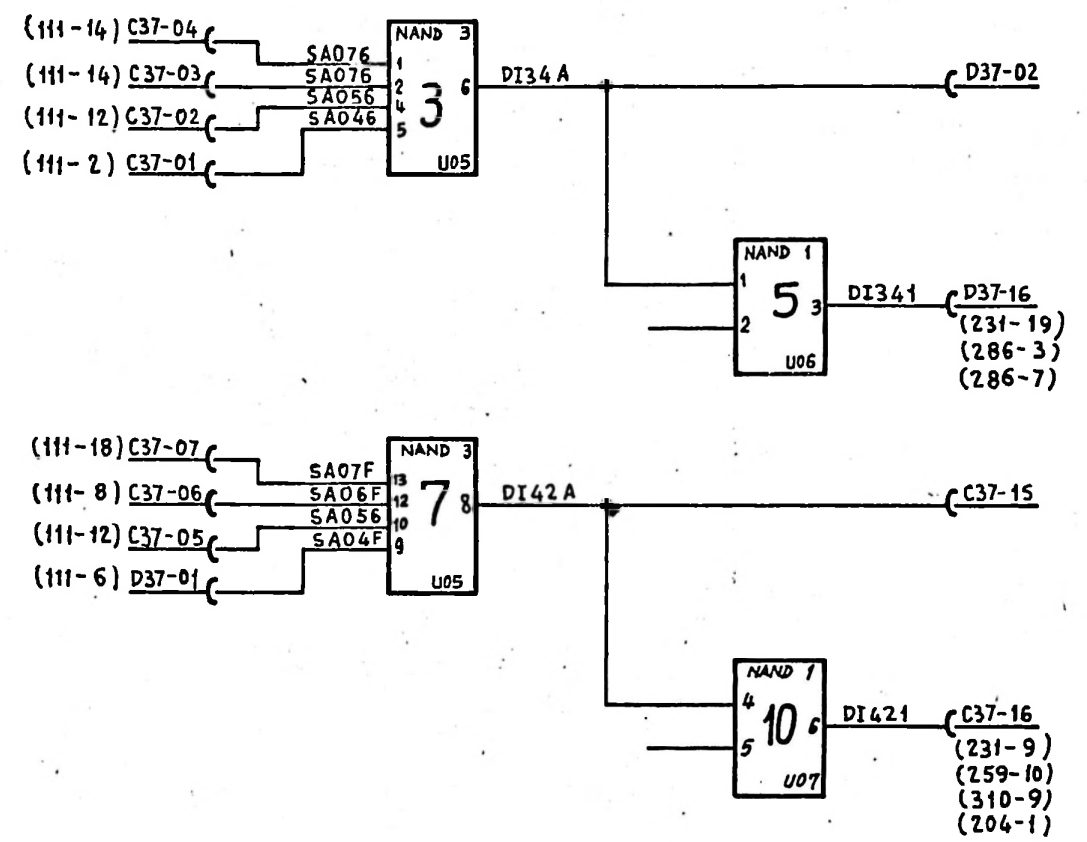 (111-14) C37-04
(111-14) C37-03
(111-12) C37-02
(111-2) C37-01
SA076
SA076
SA056
SA046
NAND 3
1
2
4
5
3
6
U05
DI34A
D37-02
NAND 1
1
2
5
3
U06
DI341
D37-16
(231-19)
(286-3)
(286-7)
(111-18) C37-07
(111-8) C37-06
(111-12) C37-05
(111-6) D37-01
SA07F
SA06F
SA056
SA04F
NAND 3
13
12
10
9
7
8
U05
DI42A
C37-15
NAND 1
4
5
10
6
U07
DI421
C37-16
(231-9)
(259-10)
(310-9)
(204-1)